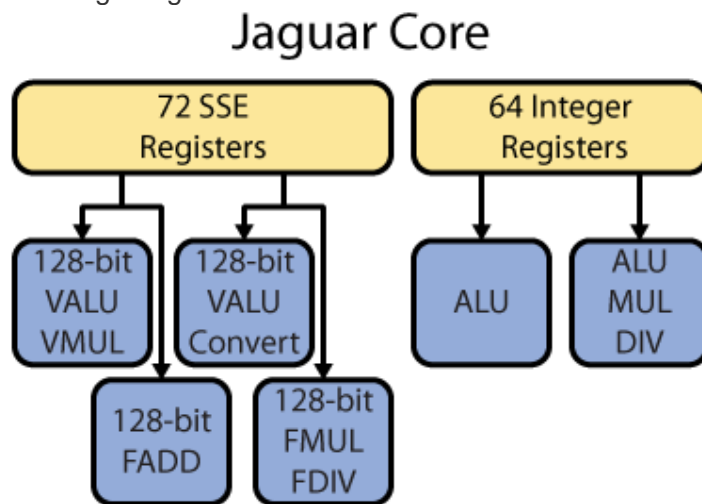 Jaguar Core
72 SSE
Registers
64 Integer
Registers
128-bit
VALU
VMUL
128-bit
VALU
Convert
ALU
ALU
MUL
DIV
128-bit
FADD
128-bit
FMUL
FDIV